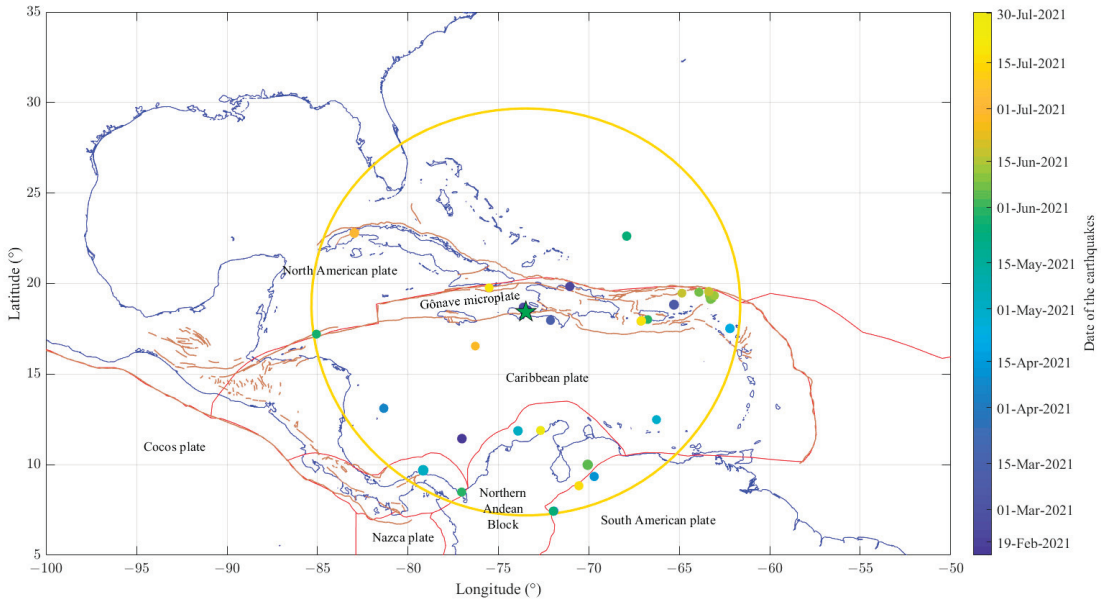 35
30
25
20
15
10
5
Latitude (°)
−100
−95
−90
−85
−80
−75
−70
−65
−60
−55
−50
Longitude (°)
North American plate
Gônave microplate
Caribbean plate
Cocos plate
Northern
Andean
Block
Nazca plate
South American plate
30-Jul-2021
15-Jul-2021
01-Jul-2021
15-Jun-2021
01-Jun-2021
15-May-2021
01-May-2021
15-Apr-2021
01-Apr-2021
15-Mar-2021
01-Mar-2021
19-Feb-2021
Date of the earthquakes